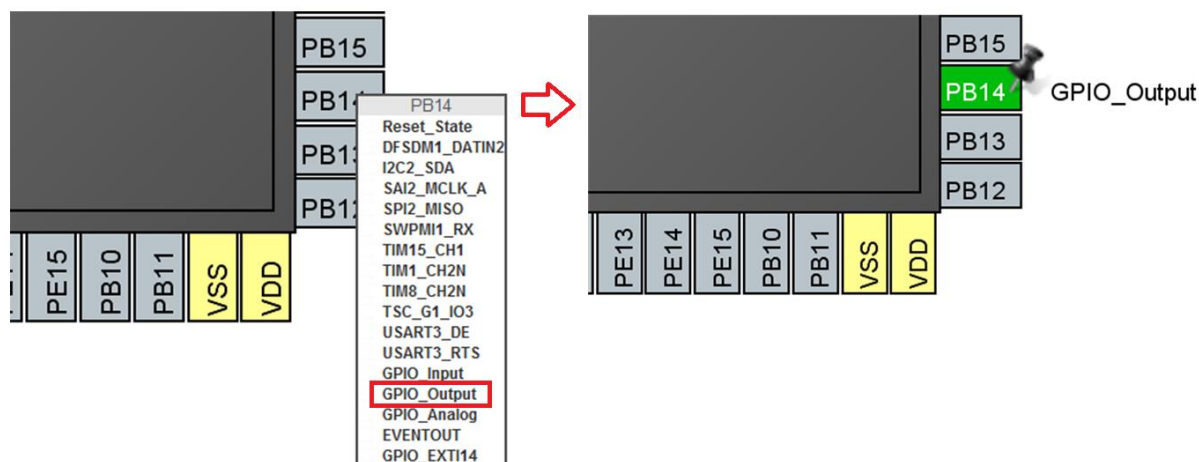 PB15
PB14
PB13
PB12
PE15
PB10
PB11
VSS
VDD
PB14
Reset_State
DFSDM1_DATIN2
I2C2_SDA
SAI2_MCLK_A
SPI2_MISO
SWPMI1_RX
TIM15_CH1
TIM1_CH2N
TIM8_CH2N
TSC_G1_IO3
USART3_DE
USART3_RTS
GPIO_Input
GPIO_Output
GPIO_Analog
EVENTOUT
GPIO_EXTI14
PB15
PB14 GPIO_Output
PB13
PB12
PE13
PE14
PE15
PB10
PB11
VSS
VDD